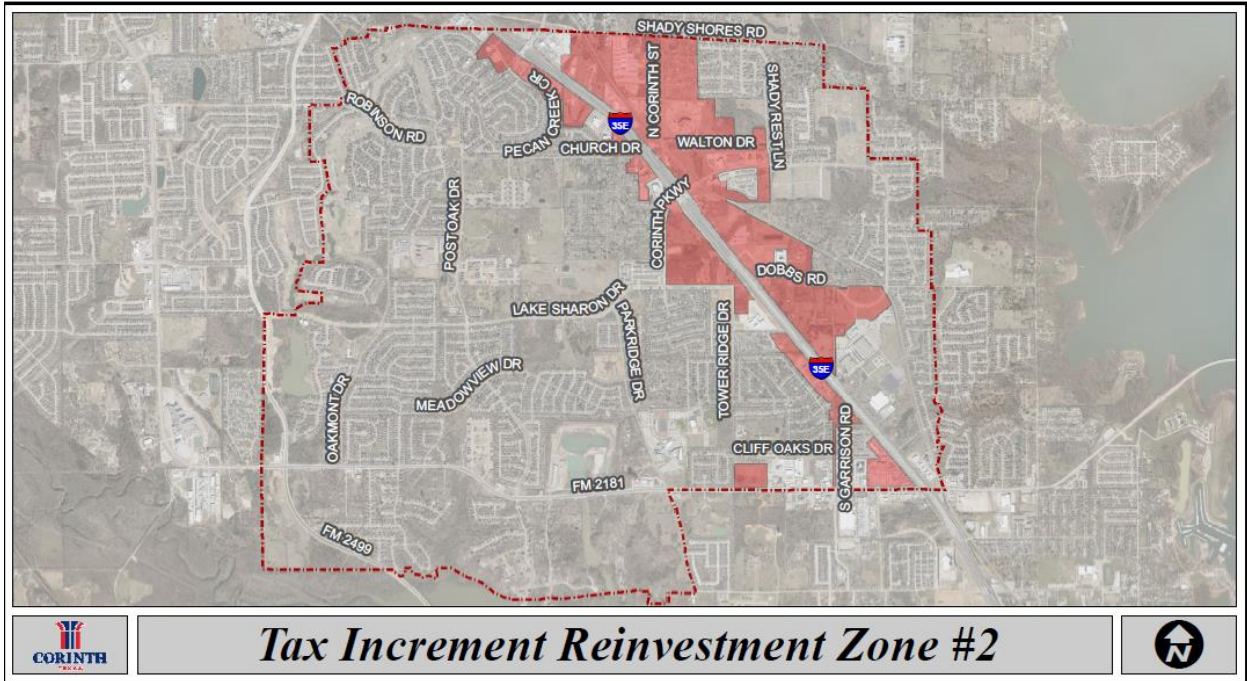 SHADY SHORES RD
N CORINTH ST
SHADY REST LN
PECAN CREEK CIR
ROBINSON RD
35E
CHURCH DR
WALTON DR
POST OAK DR
CORINTH PKWY
DOBBS RD
LAKE SHARON DR
PARKRIDGE DR
TOWER RIDGE DR
35E
MEADOWVIEW DR
OAKMONT DR
CLIFF OAKS DR
S GARRISON RD
FM 2181
FM 2499
CORINTH
TEXAS
Tax Increment Reinvestment Zone #2
N